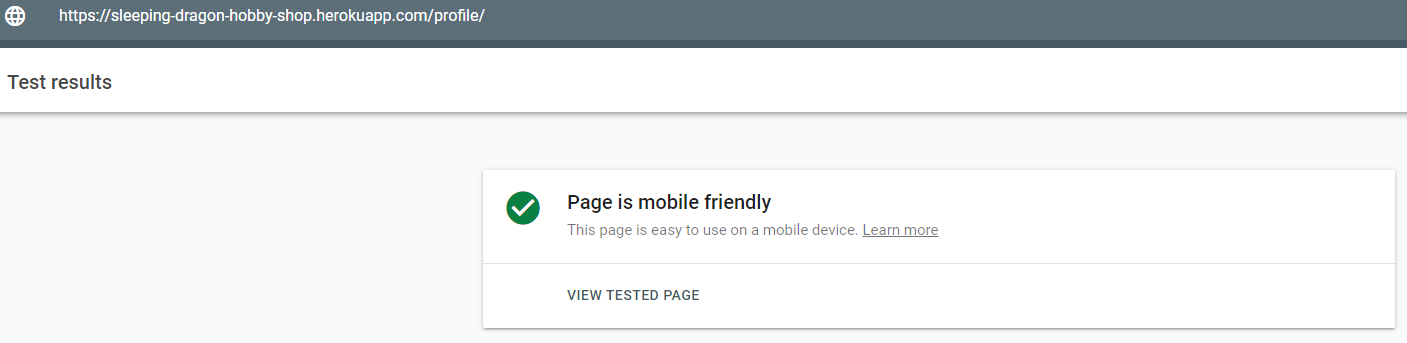 https://sleeping-dragon-hobby-shop.herokuapp.com/profile/
Test results
Page is mobile friendly
This page is easy to use on a mobile device. Learn more
VIEW TESTED PAGE